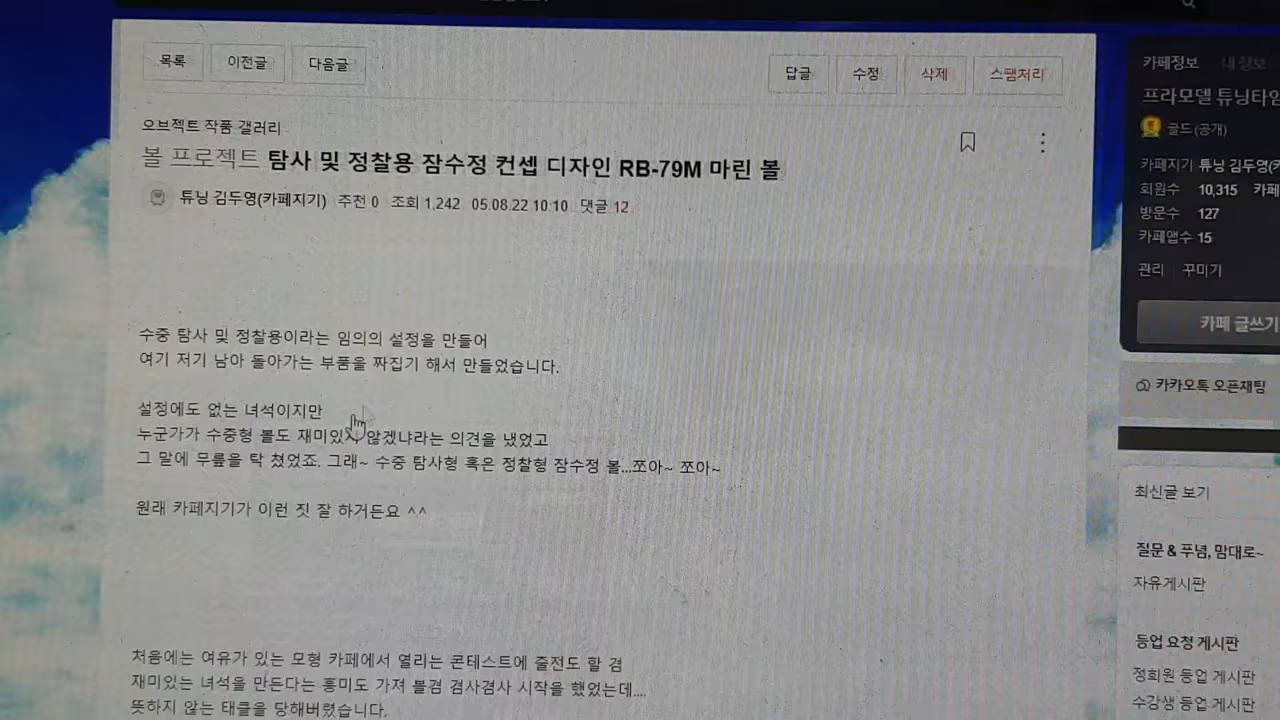 목록
이전글
다음글
답글
수정
삭제
스팸처리
오브젝트 작품 갤러리
볼 프로젝트 탐사 및 정찰용 잠수정 컨셉 디자인 RB-79M 마린 볼
튜닝 김두영(카페지기) 추천 0 조회 1,242 05.08.22 10:10 댓글 12
수중 탐사 및 정찰용이라는 임의의 설정을 만들어
여기 저기 남아 돌아가는 부품을 짜집기 해서 만들었습니다.
설정에도 없는 녀석이지만
누군가가 수중형 볼도 재미있지 않겠냐라는 의견을 냈었고
그 말에 무릎을 탁 쳤었죠. 그래~ 수중 탐사형 혹은 정찰형 잠수정 볼...쪼아~ 쪼아~
원래 카페지기가 이런 짓 잘 하거든요 ^^
처음에는 여유가 있는 모형 카페에서 열리는 콘테스트에 줄전도 할 겸
재미있는 녀석을 만든다는 흥미도 가져 볼겸 겸사겸사 시작을 했었는데....
뜻하지 않는 태클을 당해버렸습니다.
카페정보 내 정보
프라모델 튜닝타임
골드 (공개)
카페지기 튜닝 김두영(카
회원수 10,315 카페
방문수 127
카페앱수 15
관리 꾸미기
카페 글쓰기
카카오톡 오픈채팅
최신글 보기
질문 & 푸념, 맘대로~
자유게시판
등업 요청 게시판
정회원 등업 게시판
수강생 등업 게시판